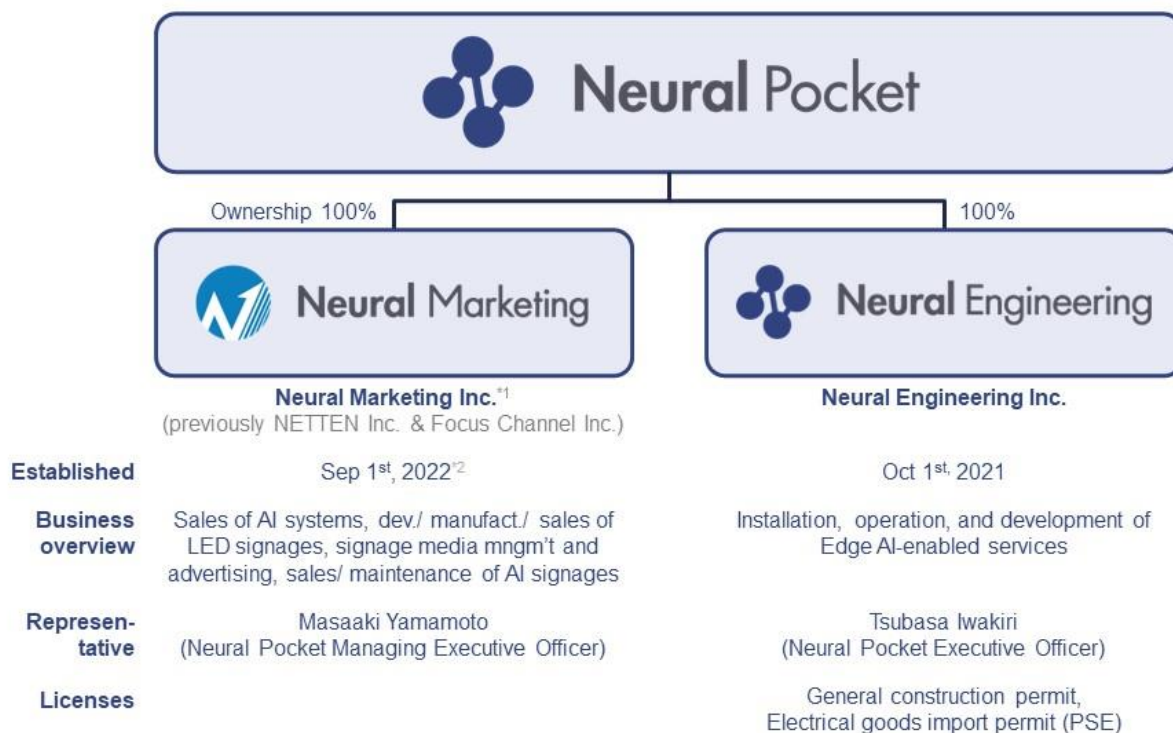 Neural Pocket
Ownership 100%
100%
Neural Marketing
Neural Engineering
Neural Marketing Inc.*1
(previously NETTEN Inc. & Focus Channel Inc.)
Neural Engineering Inc.
Established
Sep 1st, 2022*2
Oct 1st, 2021
Business
overview
Sales of AI systems, dev./ manufact./ sales of
LED signages, signage media mngm't and
advertising, sales/ maintenance of AI signages
Installation, operation, and development of
Edge AI-enabled services
Represen-
tative
Masaaki Yamamoto
(Neural Pocket Managing Executive Officer)
Tsubasa Iwakiri
(Neural Pocket Executive Officer)
Licenses
General construction permit,
Electrical goods import permit (PSE)